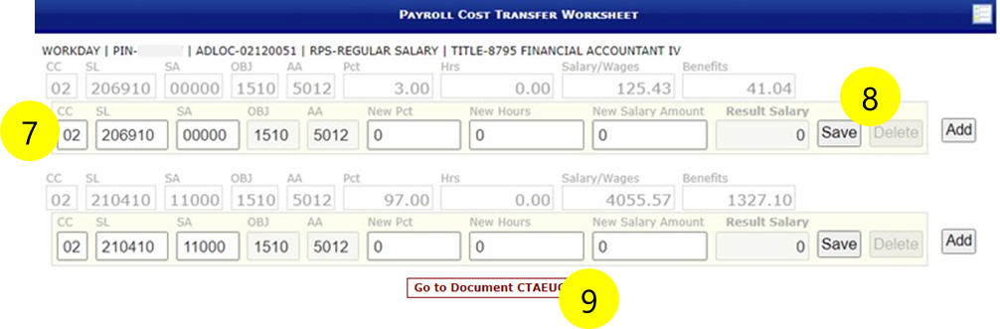 PAYROLL COST TRANSFER WORKSHEET
WORKDAY | PIN- | ADLOC-02120051 | RPS-REGULAR SALARY | TITLE-8795 FINANCIAL ACCOUNTANT IV
CC SL SA OBJ AA Pct Hrs Salary/Wages Benefits
02 206910 00000 1510 5012 3.00 0.00 125.43 41.04
8
7
CC SL SA OBJ AA New Pct New Hours New Salary Amount Result Salary
02 206910 00000 1510 5012 0 0 0 0 Save Delete Add
CC SL SA OBJ AA Pct Hrs Salary/Wages Benefits
02 210410 11000 1510 5012 97.00 0.00 4055.57 1327.10
CC SL SA OBJ AA New Pct New Hours New Salary Amount Result Salary
02 210410 11000 1510 5012 0 0 0 0 Save Delete Add
Go to Document CTAEU
9